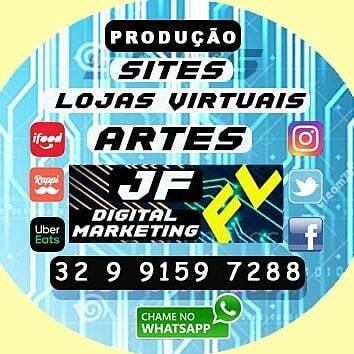 PRODUÇÃO
SITES
LOJAS VIRTUAIS
ARTES
ifood
Rappi
Uber
Eats
JF
DIGITAL
MARKETING
FV
32 9 9159 7288
CHAME NO
WHATSAPP